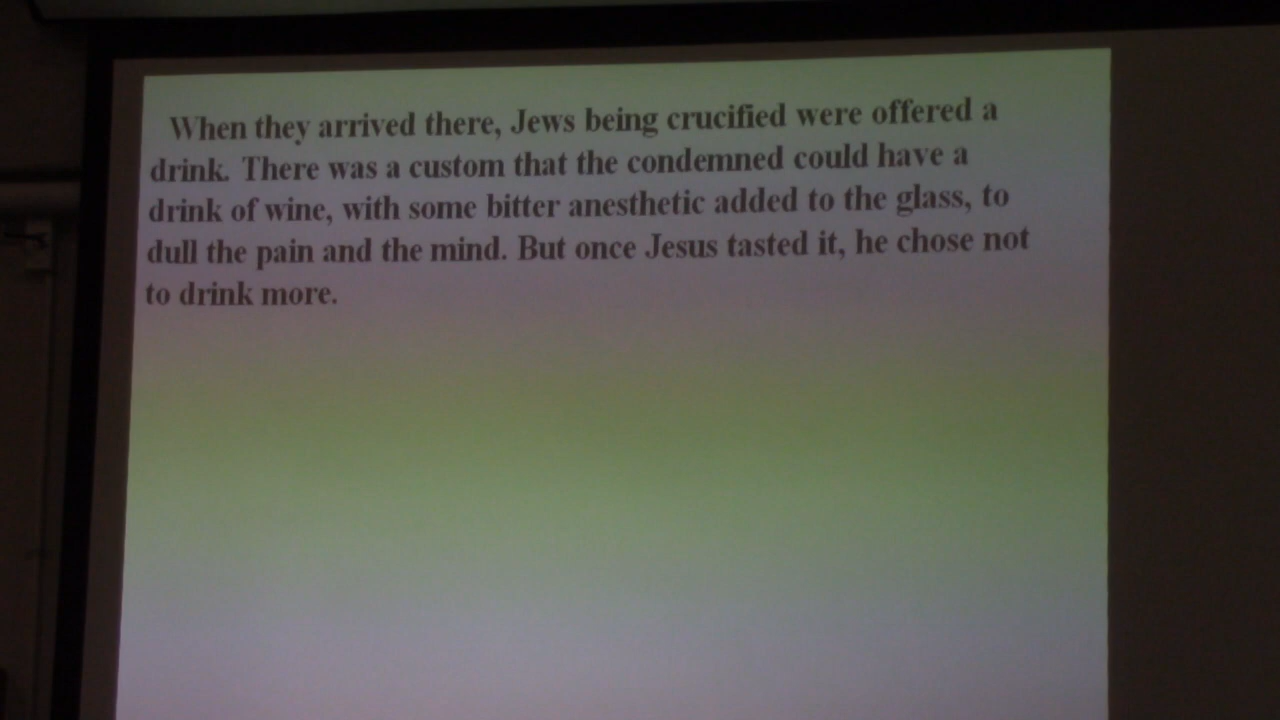 When they arrived there, Jews being crucified were offered a
drink. There was a custom that the condemned could have a
drink of wine, with some bitter anesthetic added to the glass, to
dull the pain and the mind. But once Jesus tasted it, he chose not
to drink more.